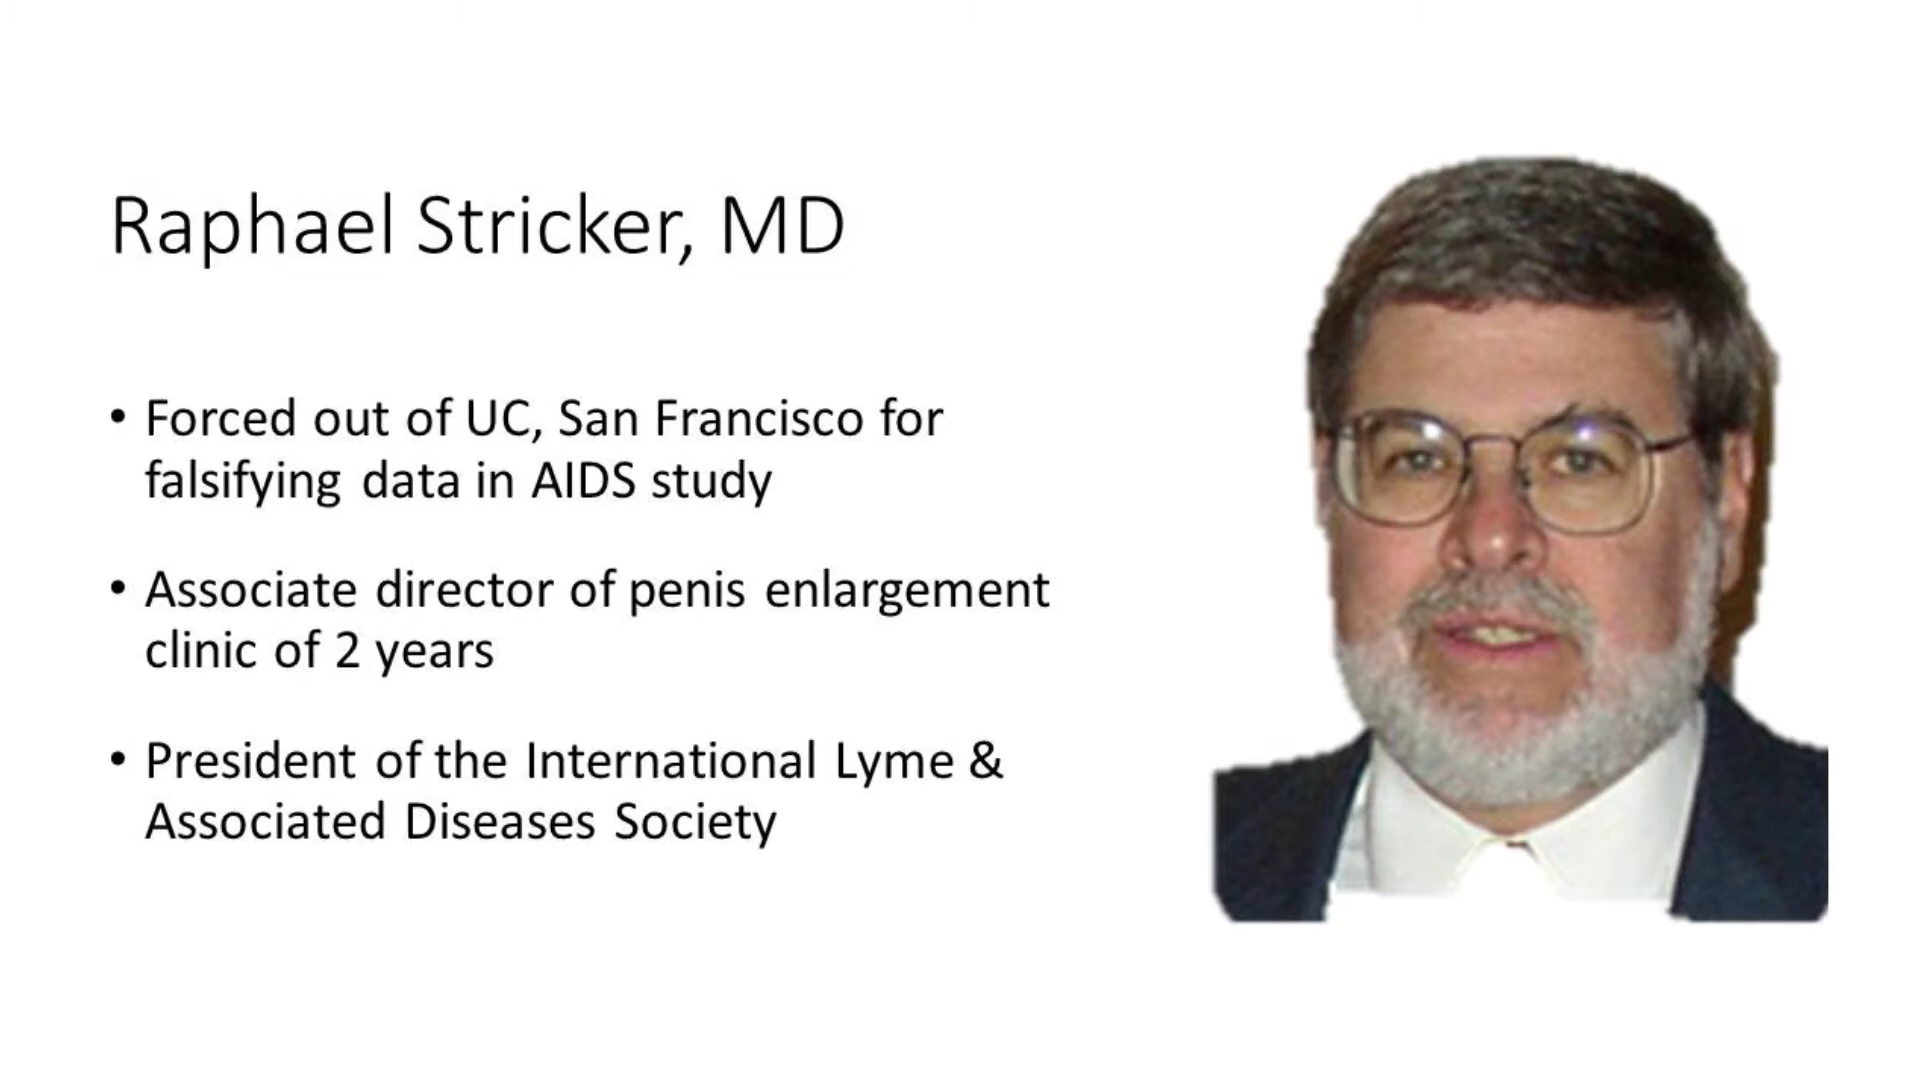 Raphael Stricker, MD
• Forced out of UC, San Francisco for
falsifying data in AIDS study
• Associate director of penis enlargement
clinic of 2 years
• President of the International Lyme &
Associated Diseases Society